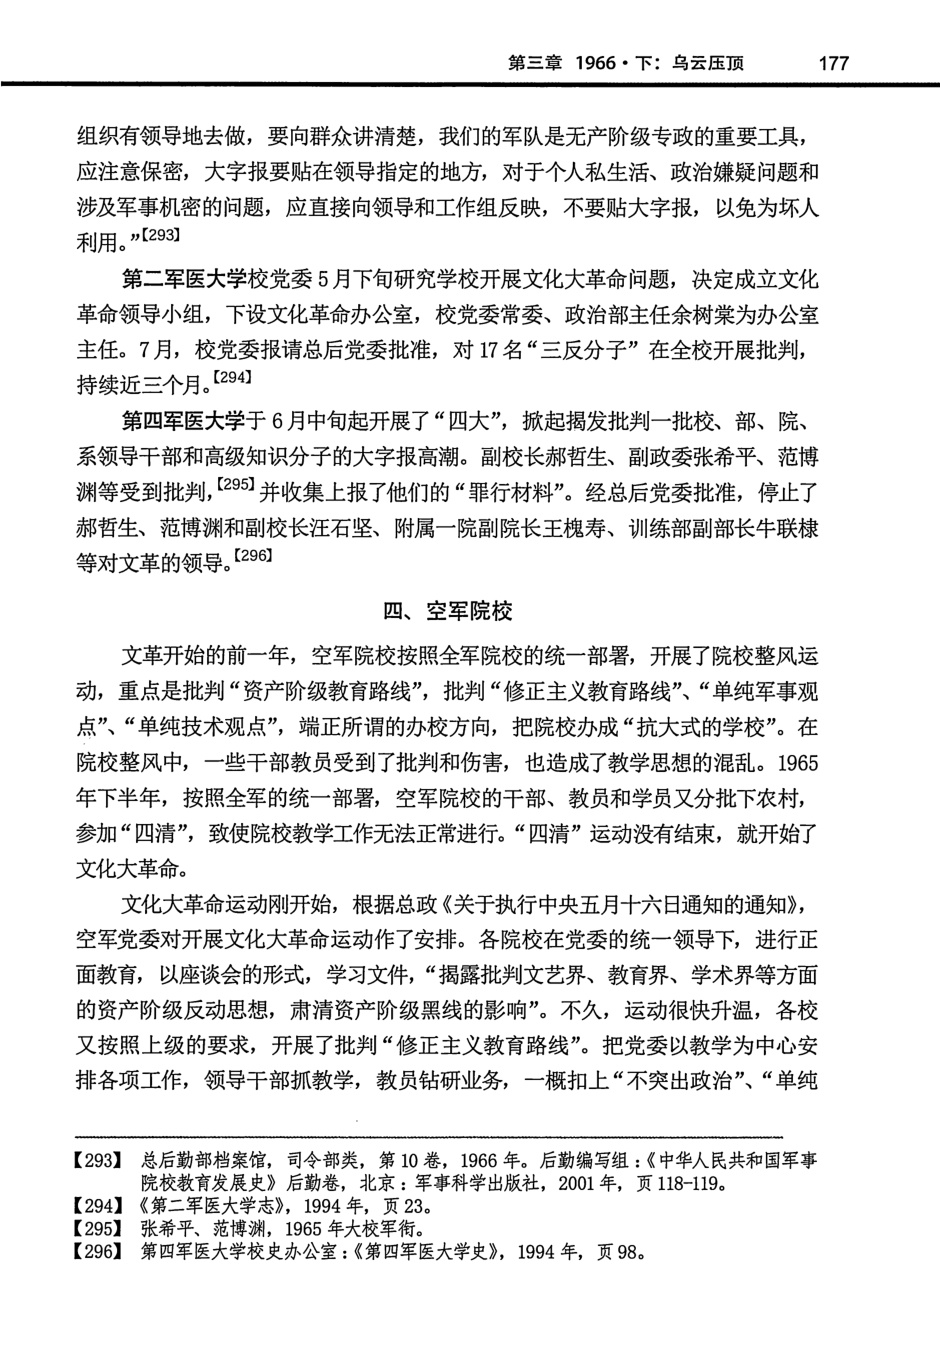 第三章 1966·下：乌云压顶 177
组织有领导地去做，要向群众讲清楚，我们的军队是无产阶级专政的重要工具，
应注意保密，大字报要贴在领导指定的地方，对于个人私生活、政治嫌疑问题和
涉及军事机密的问题，应直接向领导和工作组反映，不要贴大字报，以免为坏人
利用。”【293】
第二军医大学校党委5月下旬研究学校开展文化大革命问题，决定成立文化
革命领导小组，下设文化革命办公室，校党委常委、政治部主任余树棠为办公室
主任。7月，校党委报请总后党委批准，对17名“三反分子”在全校开展批判，
持续近三个月。【294】
第四军医大学于6月中旬起开展了“四大”，掀起揭发批判一批校、部、院、
系领导干部和高级知识分子的大字报高潮。副校长郝哲生、副政委张希平、范博
渊等受到批判，【295】并收集上报了他们的“罪行材料”。经总后党委批准，停止了
郝哲生、范博渊和副校长汪石坚、附属一院副院长王槐寿、训练部副部长牛联棣
等对文革的领导。【296】
四、空军院校
文革开始的前一年，空军院校按照全军院校的统一部署，开展了院校整风运
动，重点是批判“资产阶级教育路线”，批判“修正主义教育路线”、“单纯军事观
点”、“单纯技术观点”，端正所谓的办校方向，把院校办成“抗大式的学校”。在
院校整风中，一些干部教员受到了批判和伤害，也造成了教学思想的混乱。1965
年下半年，按照全军的统一部署，空军院校的干部、教员和学员又分批下农村，
参加“四清”，致使院校教学工作无法正常进行。“四清”运动没有结束，就开始了
文化大革命。
文化大革命运动刚开始，根据总政《关于执行中央五月十六日通知的通知》，
空军党委对开展文化大革命运动作了安排。各院校在党委的统一领导下，进行正
面教育，以座谈会的形式，学习文件，“揭露批判文艺界、教育界、学术界等方面
的资产阶级反动思想，肃清资产阶级黑线的影响”。不久，运动很快升温，各校
又按照上级的要求，开展了批判“修正主义教育路线”。把党委以教学为中心安
排各项工作，领导干部抓教学，教员钻研业务，一概扣上“不突出政治”、“单纯
【293】 总后勤部档案馆，司令部类，第10卷，1966年。后勤编写组：《中华人民共和国军事
院校教育发展史》后勤卷，北京：军事科学出版社，2001年，页118-119。
【294】《第二军医大学志》，1994年，页23。
【295】 张希平、范博渊，1965年大校军衔。
【296】 第四军医大学校史办公室：《第四军医大学史》，1994年，页98。